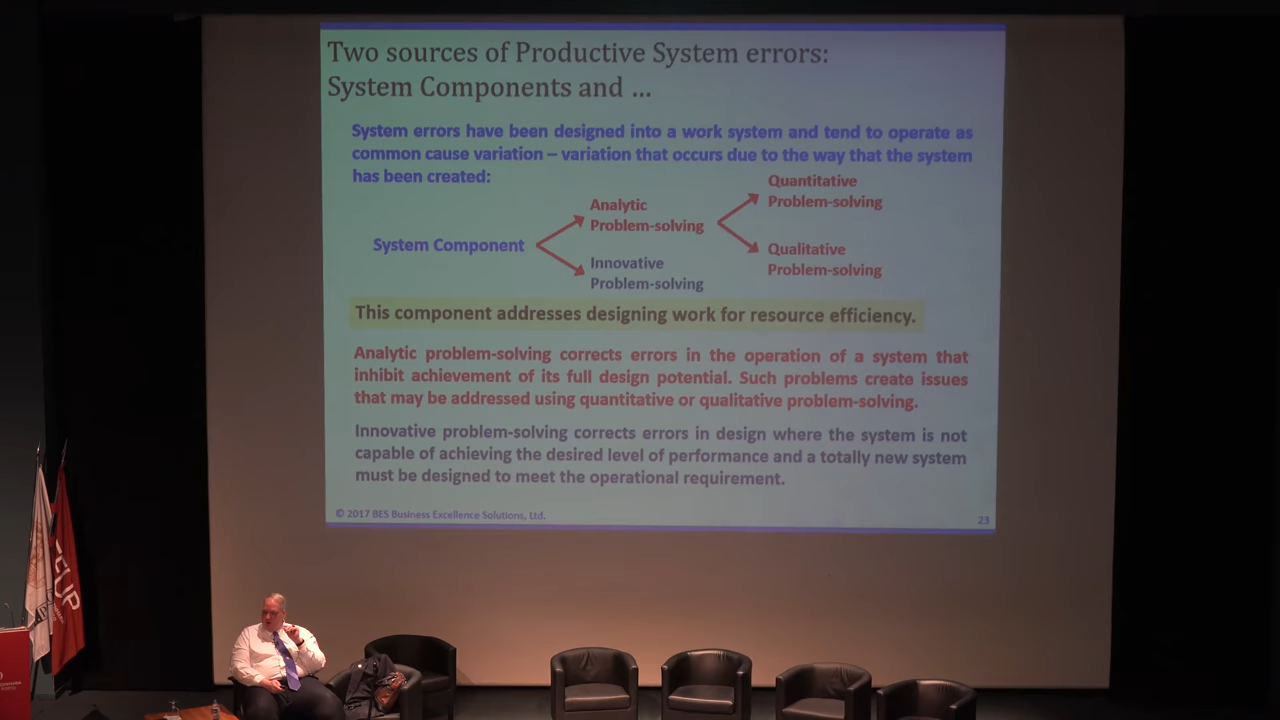 Two sources of Productive System errors:
System Components and ...
System errors have been designed into a work system and tend to operate as
common cause variation – variation that occurs due to the way that the system
has been created:
System Component
Analytic
Problem-solving
Innovative
Problem-solving
Quantitative
Problem-solving
Qualitative
Problem-solving
This component addresses designing work for resource efficiency.
Analytic problem-solving corrects errors in the operation of a system that
inhibit achievement of its full design potential. Such problems create issues
that may be addressed using quantitative or qualitative problem-solving.
Innovative problem-solving corrects errors in design where the system is not
capable of achieving the desired level of performance and a totally new system
must be designed to meet the operational requirement.
© 2017 BES Business Excellence Solutions, Ltd.
23
FEUP